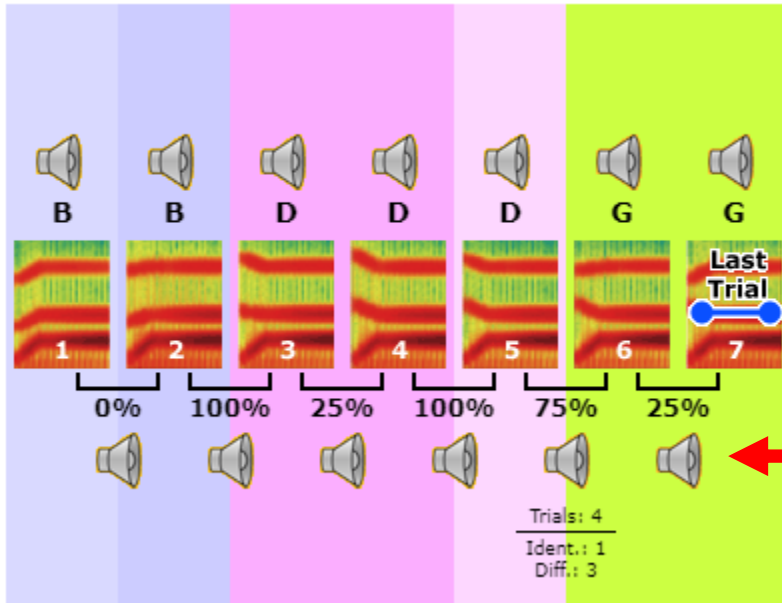 B B D D D G G
Last
Trial
1 2 3 4 5 6 7
0% 100% 25% 100% 75% 25%
Trials: 4
Ident.: 1
Diff.: 3